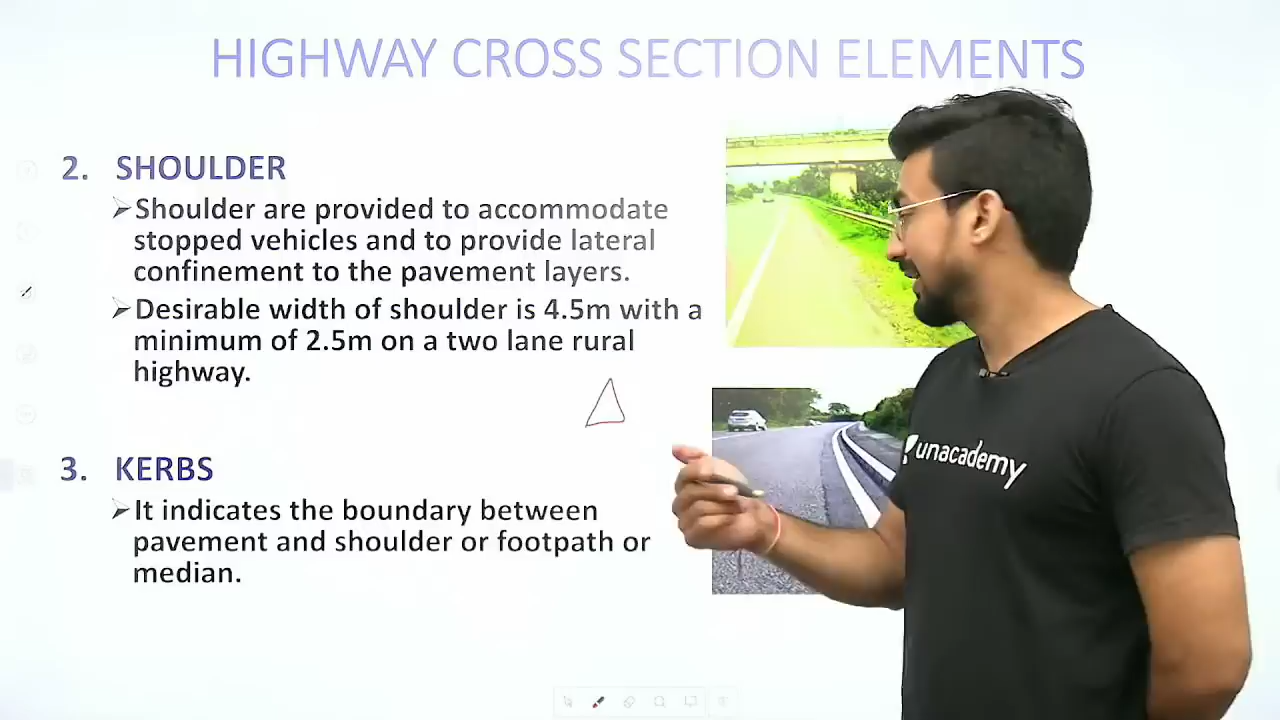 HIGHWAY CROSS SECTION ELEMENTS
2. SHOULDER
➢Shoulder are provided to accommodate
stopped vehicles and to provide lateral
confinement to the pavement layers.
➢Desirable width of shoulder is 4.5m with a
minimum of 2.5m on a two lane rural
highway.
3. KERBS
➢It indicates the boundary between
pavement and shoulder or footpath or
median.
unacademy